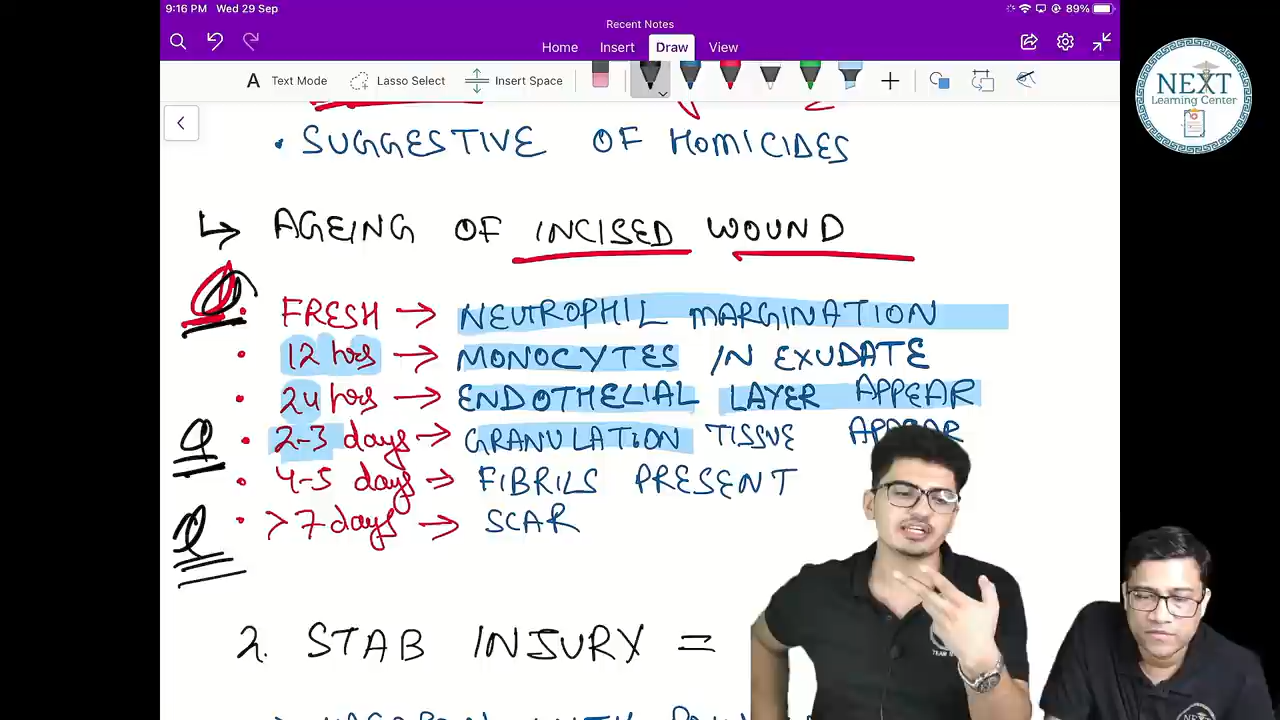 9:16 PM Wed 29 Sep
89%
Recent Notes
Home Insert Draw View
Text Mode Lasso Select Insert Space
NEXT
Learning Center
• SUGGESTIVE OF HOMICIDES
↳ AGEING OF INCISED WOUND
• FRESH → NEUTROPHIL MARGINATION
• 12 hrs → MONOCYTES IN EXUDATE
• 24 hrs → ENDOTHELIAL LAYER APPEAR
• 2-3 days → GRANULATION TISSUE APPEAR
• 4-5 days → FIBRILS PRESENT
• >7 days → SCAR
2. STAB INJURY =